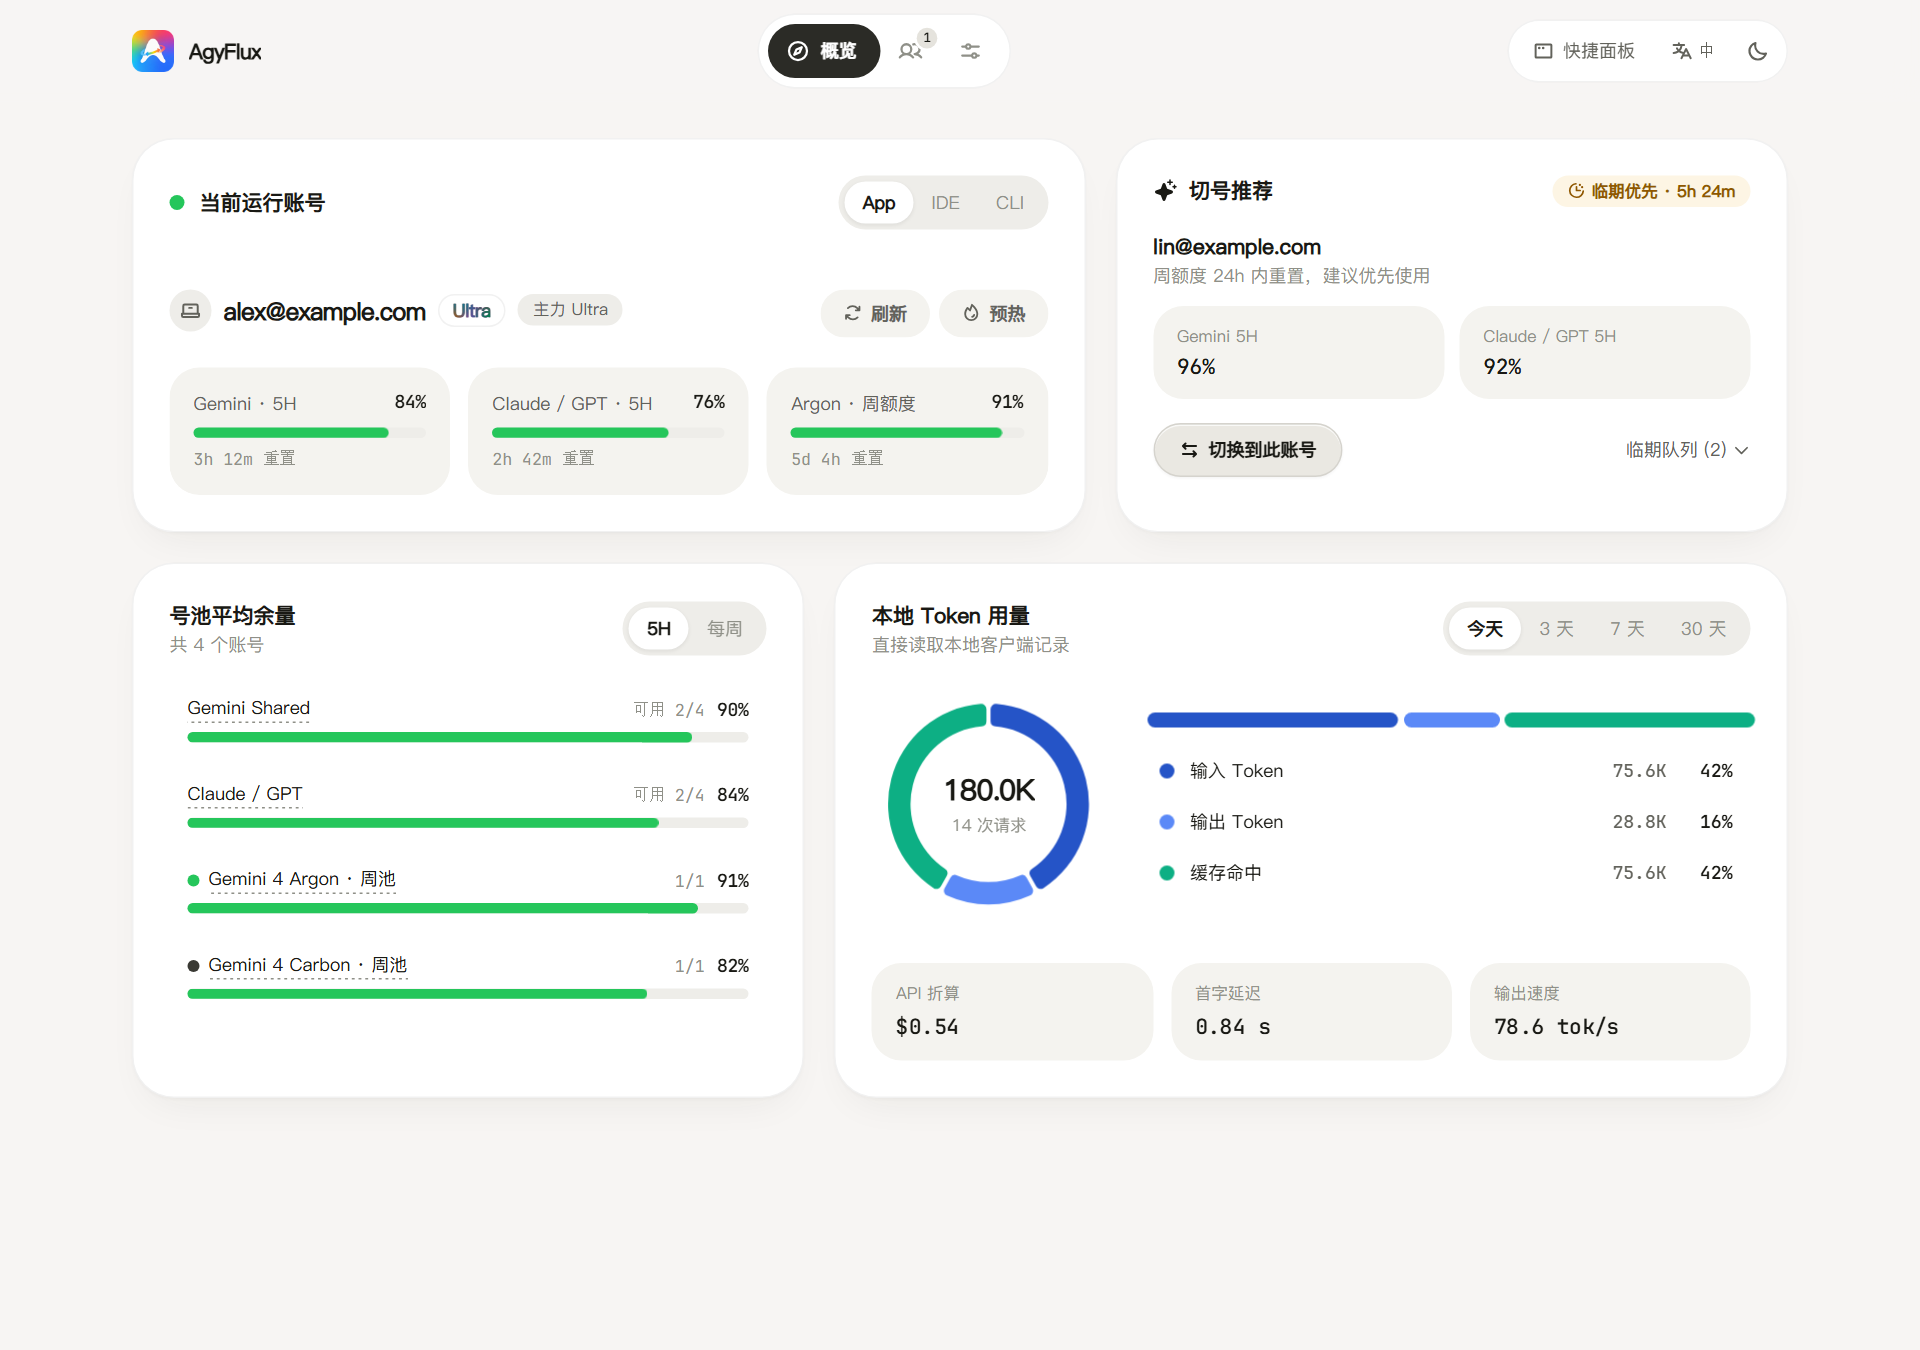 AgyFlux
概览
1
快捷面板
中
当前运行账号
App IDE CLI
alex@example.com Ultra 主力 Ultra
刷新 预热
Gemini · 5H 84%
3h 12m 重置
Claude / GPT · 5H 76%
2h 42m 重置
Argon · 周额度 91%
5d 4h 重置
切号推荐
临期优先 · 5h 24m
lin@example.com
周额度 24h 内重置，建议优先使用
Gemini 5H
96%
Claude / GPT 5H
92%
切换到此账号
临期队列 (2)
号池平均余量
共 4 个账号
5H 每周
Gemini Shared 可用 2/4 90%
Claude / GPT 可用 2/4 84%
Gemini 4 Argon · 周池 1/1 91%
Gemini 4 Carbon · 周池 1/1 82%
本地 Token 用量
直接读取本地客户端记录
今天 3 天 7 天 30 天
180.0K
14 次请求
输入 Token 75.6K 42%
输出 Token 28.8K 16%
缓存命中 75.6K 42%
API 折算
$0.54
首字延迟
0.84 s
输出速度
78.6 tok/s